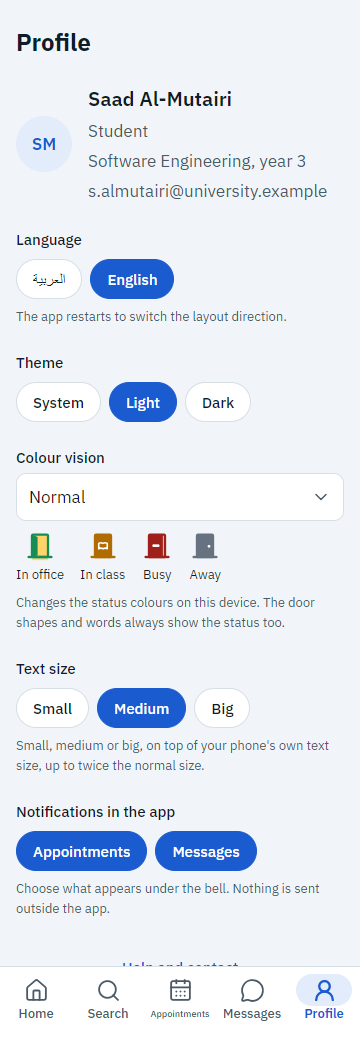 Profile
Saad Al-Mutairi
SM
Student
Software Engineering, year 3
s.almutairi@university.example
Language
العربية
English
The app restarts to switch the layout direction.
Theme
System
Light
Dark
Colour vision
Normal
In office
In class
Busy
Away
Changes the status colours on this device. The door
shapes and words always show the status too.
Text size
Small
Medium
Big
Small, medium or big, on top of your phone's own text
size, up to twice the normal size.
Notifications in the app
Appointments
Messages
Choose what appears under the bell. Nothing is sent
outside the app.
Help and contact
Home
Search
Appointments
Messages
Profile